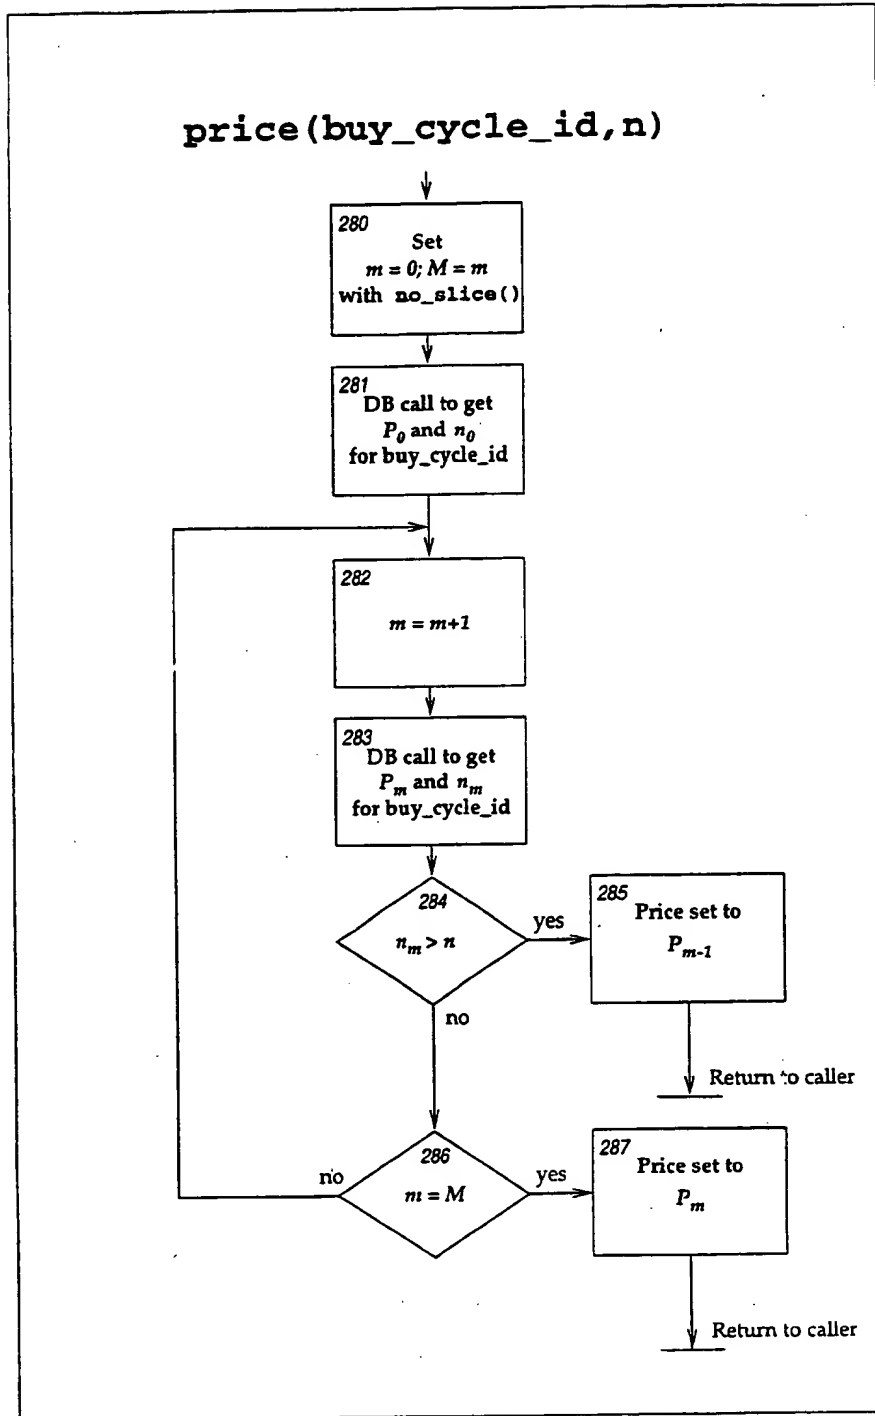 price(buy_cycle_id,n)
280
Set
m = 0; M = m
with no_slice()
281
DB call to get
P0 and n0
for buy_cycle_id
282
m = m+1
283
DB call to get
Pm and nm
for buy_cycle_id
284
nm > n
yes
285
Price set to
Pm-1
no
Return to caller
286
m = M
no
yes
287
Price set to
Pm
Return to caller